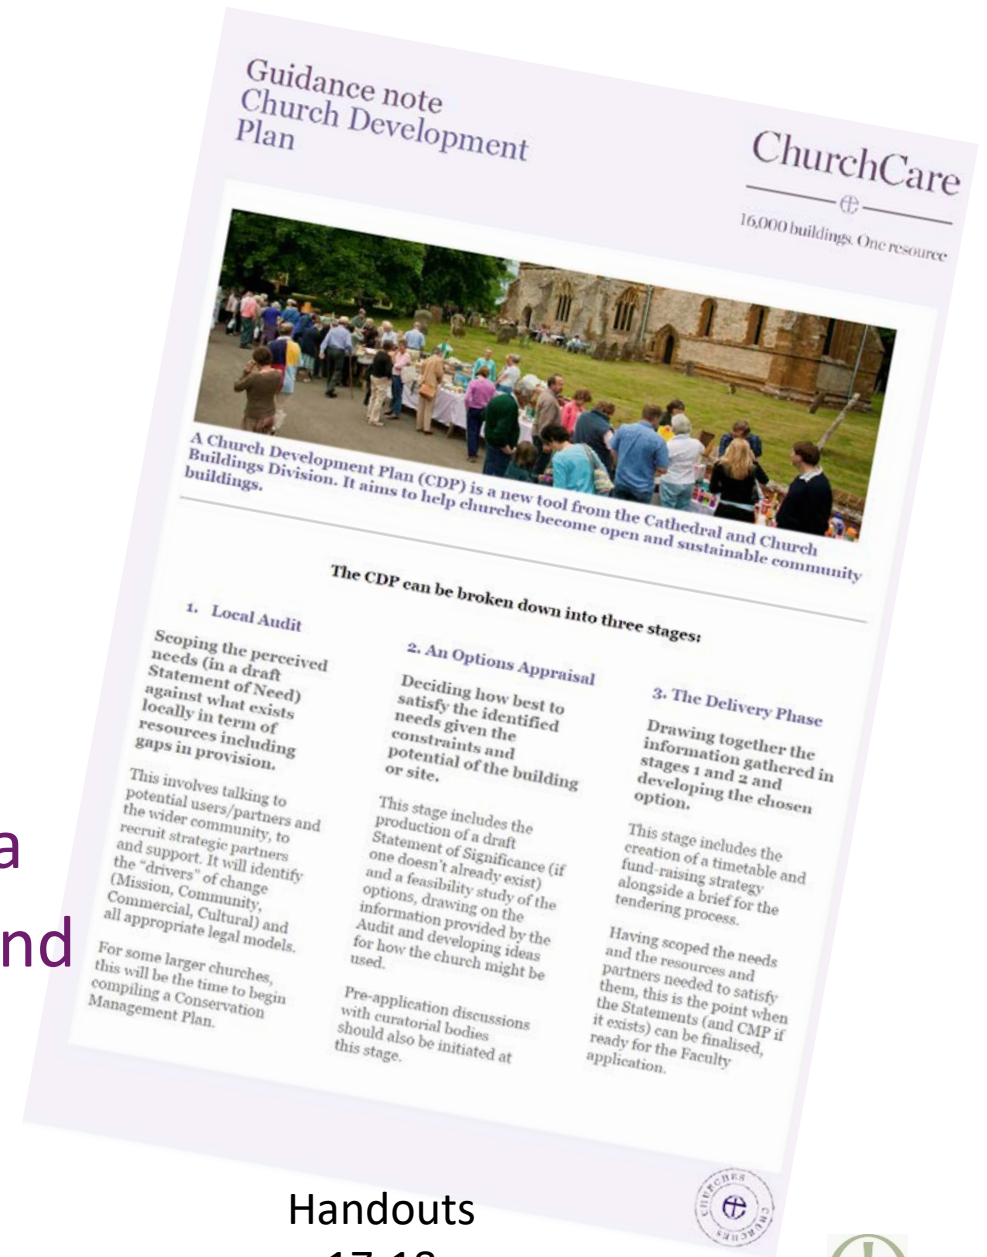 Guidance note
Church Development
Plan
ChurchCare
16,000 buildings. One resource
A Church Development Plan (CDP) is a new tool from the Cathedral and Church
Buildings Division. It aims to help churches become open and sustainable community
buildings.
The CDP can be broken down into three stages:
1. Local Audit
Scoping the perceived
needs (in a draft
Statement of Need)
against what exists
locally in term of
resources including
gaps in provision.
This involves talking to
potential users/partners and
the wider community, to
recruit strategic partners
and support. It will identify
the “drivers” of change
(Mission, Community,
Commercial, Cultural) and
all appropriate legal models.
For some larger churches,
this will be the time to begin
compiling a Conservation
Management Plan.
2. An Options Appraisal
Deciding how best to
satisfy the identified
needs given the
constraints and
potential of the building
or site.
This stage includes the
production of a draft
Statement of Significance (if
one doesn't already exist)
and a feasibility study of the
options, drawing on the
information provided by the
Audit and developing ideas
for how the church might be
used.
Pre-application discussions
with curatorial bodies
should also be initiated at
this stage.
3. The Delivery Phase
Drawing together the
information gathered in
stages 1 and 2 and
developing the chosen
option.
This stage includes the
creation of a timetable and
fund-raising strategy
alongside a brief for the
tendering process.
Having scoped the needs
and the resources and
partners needed to satisfy
them, this is the point when
the Statements (and CMP if
it exists) can be finalised,
ready for the Faculty
application.
a
nd
CHURCHES
CHURCHES
Handouts
17-18